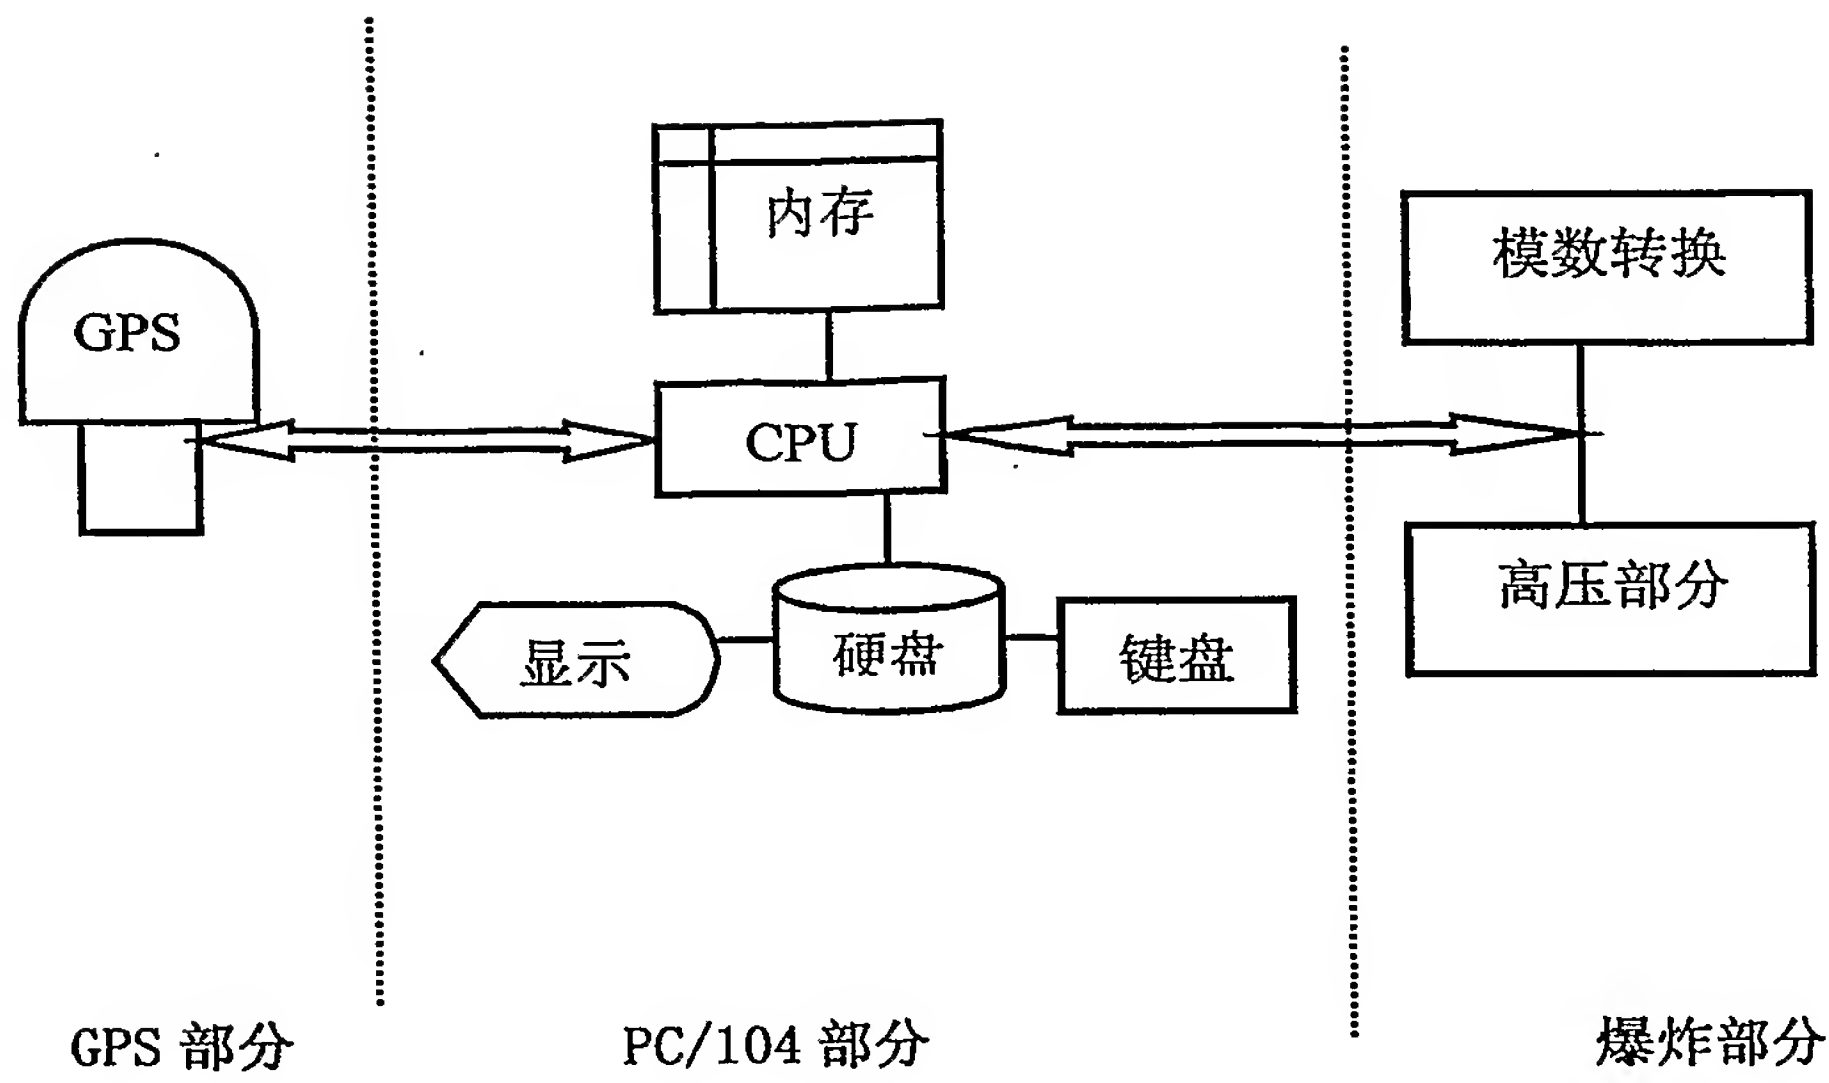 内存
模数转换
GPS
CPU
高压部分
显示
硬盘
键盘
GPS 部分
PC/104 部分
爆炸部分